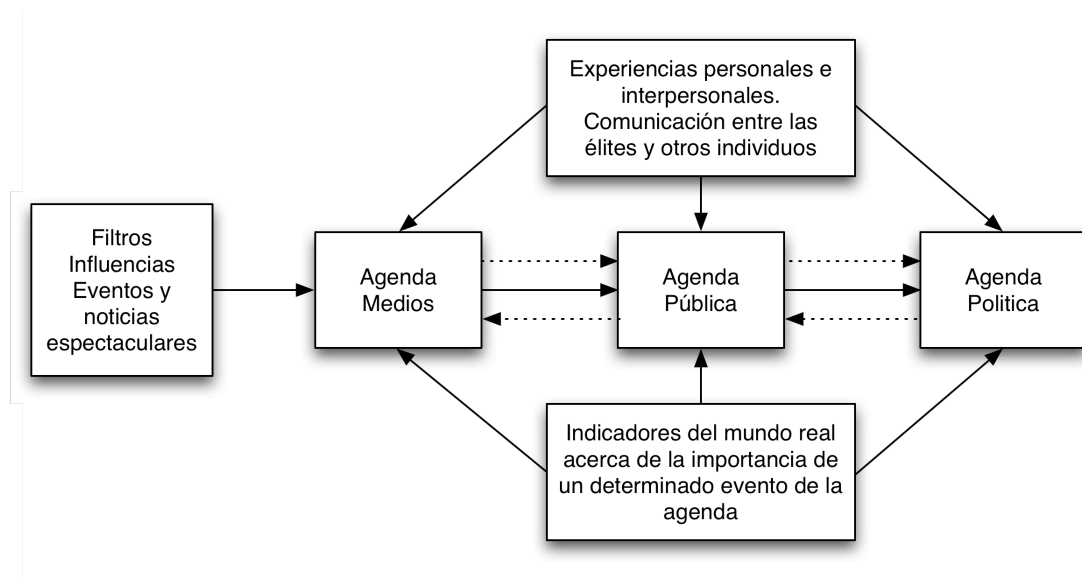 Experiencias personales e
interpersonales.
Comunicación entre las
élites y otros individuos
Filtros
Influencias
Eventos y
noticias
espectaculares
Agenda
Medios
Agenda
Pública
Agenda
Politica
Indicadores del mundo real
acerca de la importancia de
un determinado evento de la
agenda